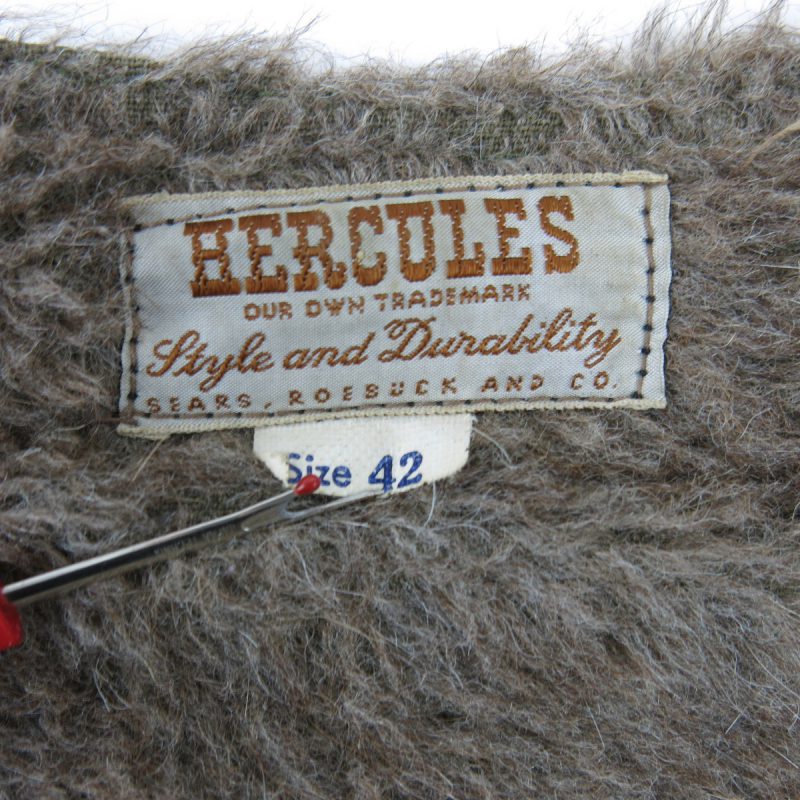 HERCULES
OUR OWN TRADEMARK
Style and Durability
SEARS, ROEBUCK AND CO.
Size 42